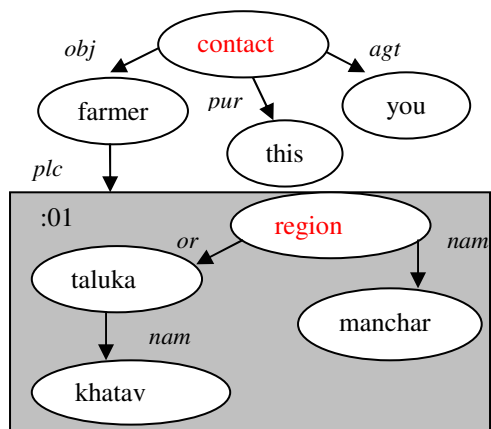 obj contact agt
farmer pur you
this
plc
:01 region
or nam
taluka
manchar
nam
khatav